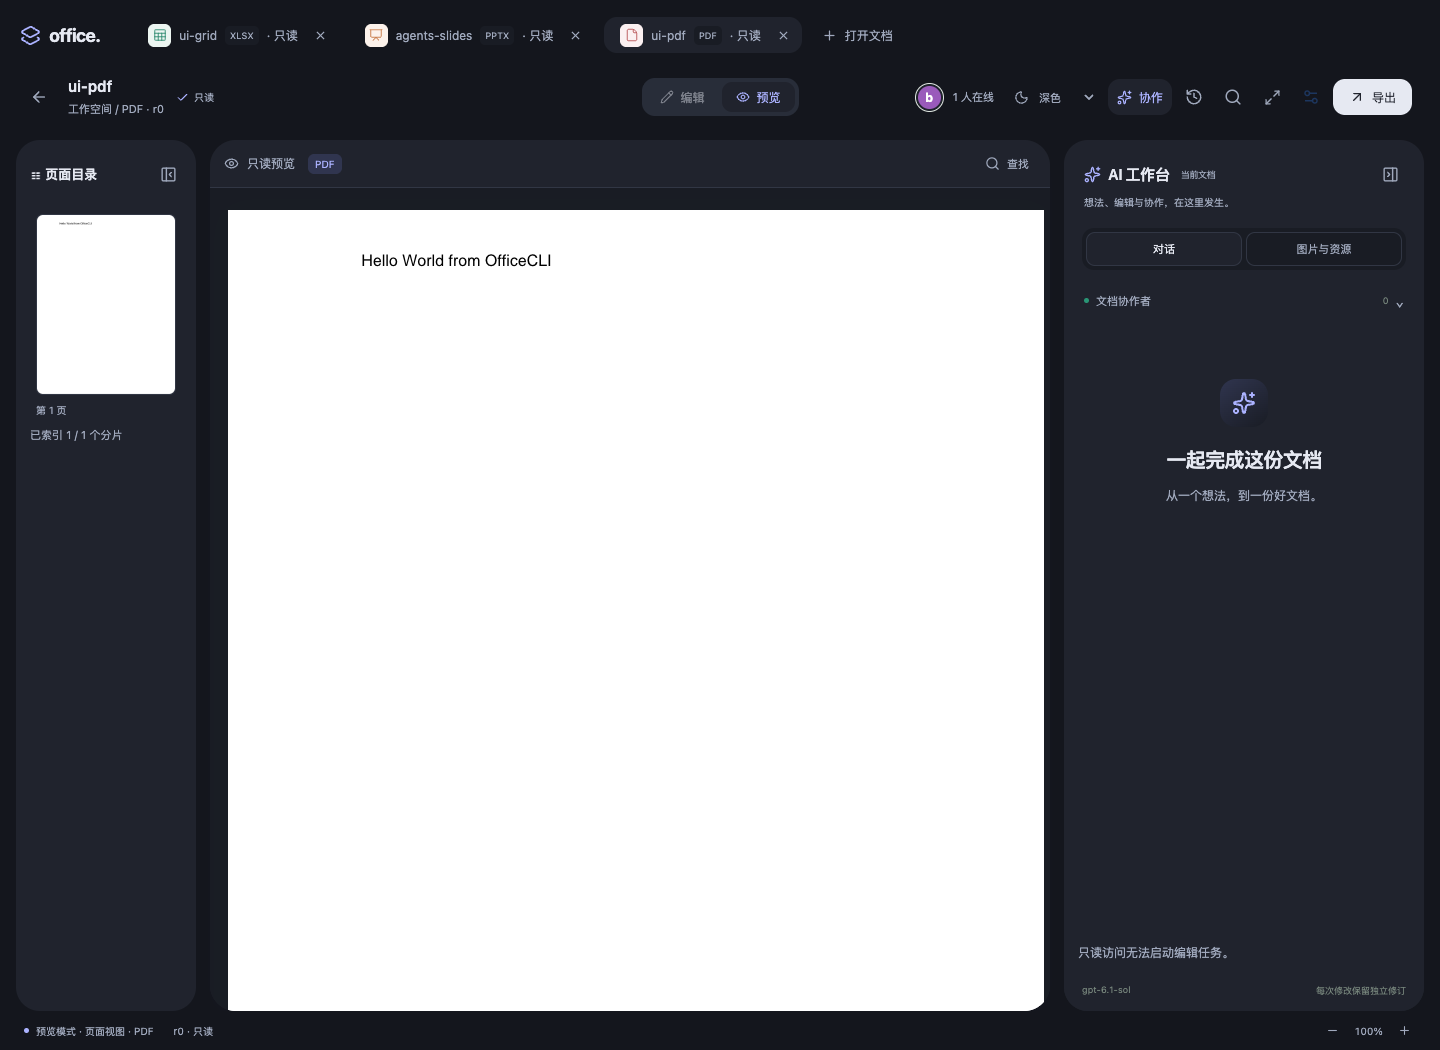 office.
ui-grid XLSX · 只读
agents-slides PPTX · 只读
ui-pdf PDF · 只读
打开文档
ui-pdf
工作空间 / PDF · r0
只读
编辑
预览
b
1 人在线
深色
协作
导出
页面目录
Hello World from OfficeCLI
第 1 页
已索引 1 / 1 个分片
只读预览 PDF
查找
Hello World from OfficeCLI
AI 工作台 当前文档
想法、编辑与协作，在这里发生。
对话
图片与资源
文档协作者 0
一起完成这份文档
从一个想法，到一份好文档。
只读访问无法启动编辑任务。
gpt-6.1-sol
每次修改保留独立修订
预览模式 · 页面视图 · PDF r0 · 只读
100%